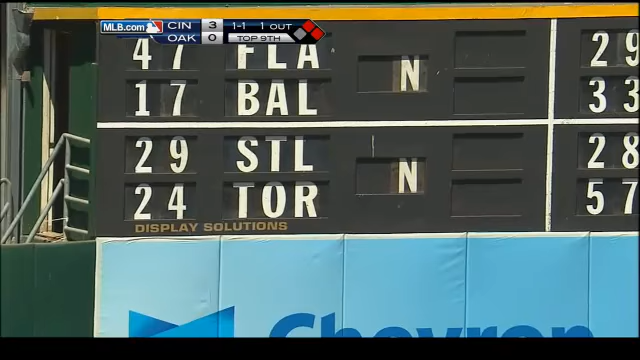 MLB.com CIN 3 1-1 1 OUT
OAK 0 TOP 9TH
47 FLA N 29
17 BAL 33
29 STL N 28
24 TOR 57
DISPLAY SOLUTIONS
Chevron